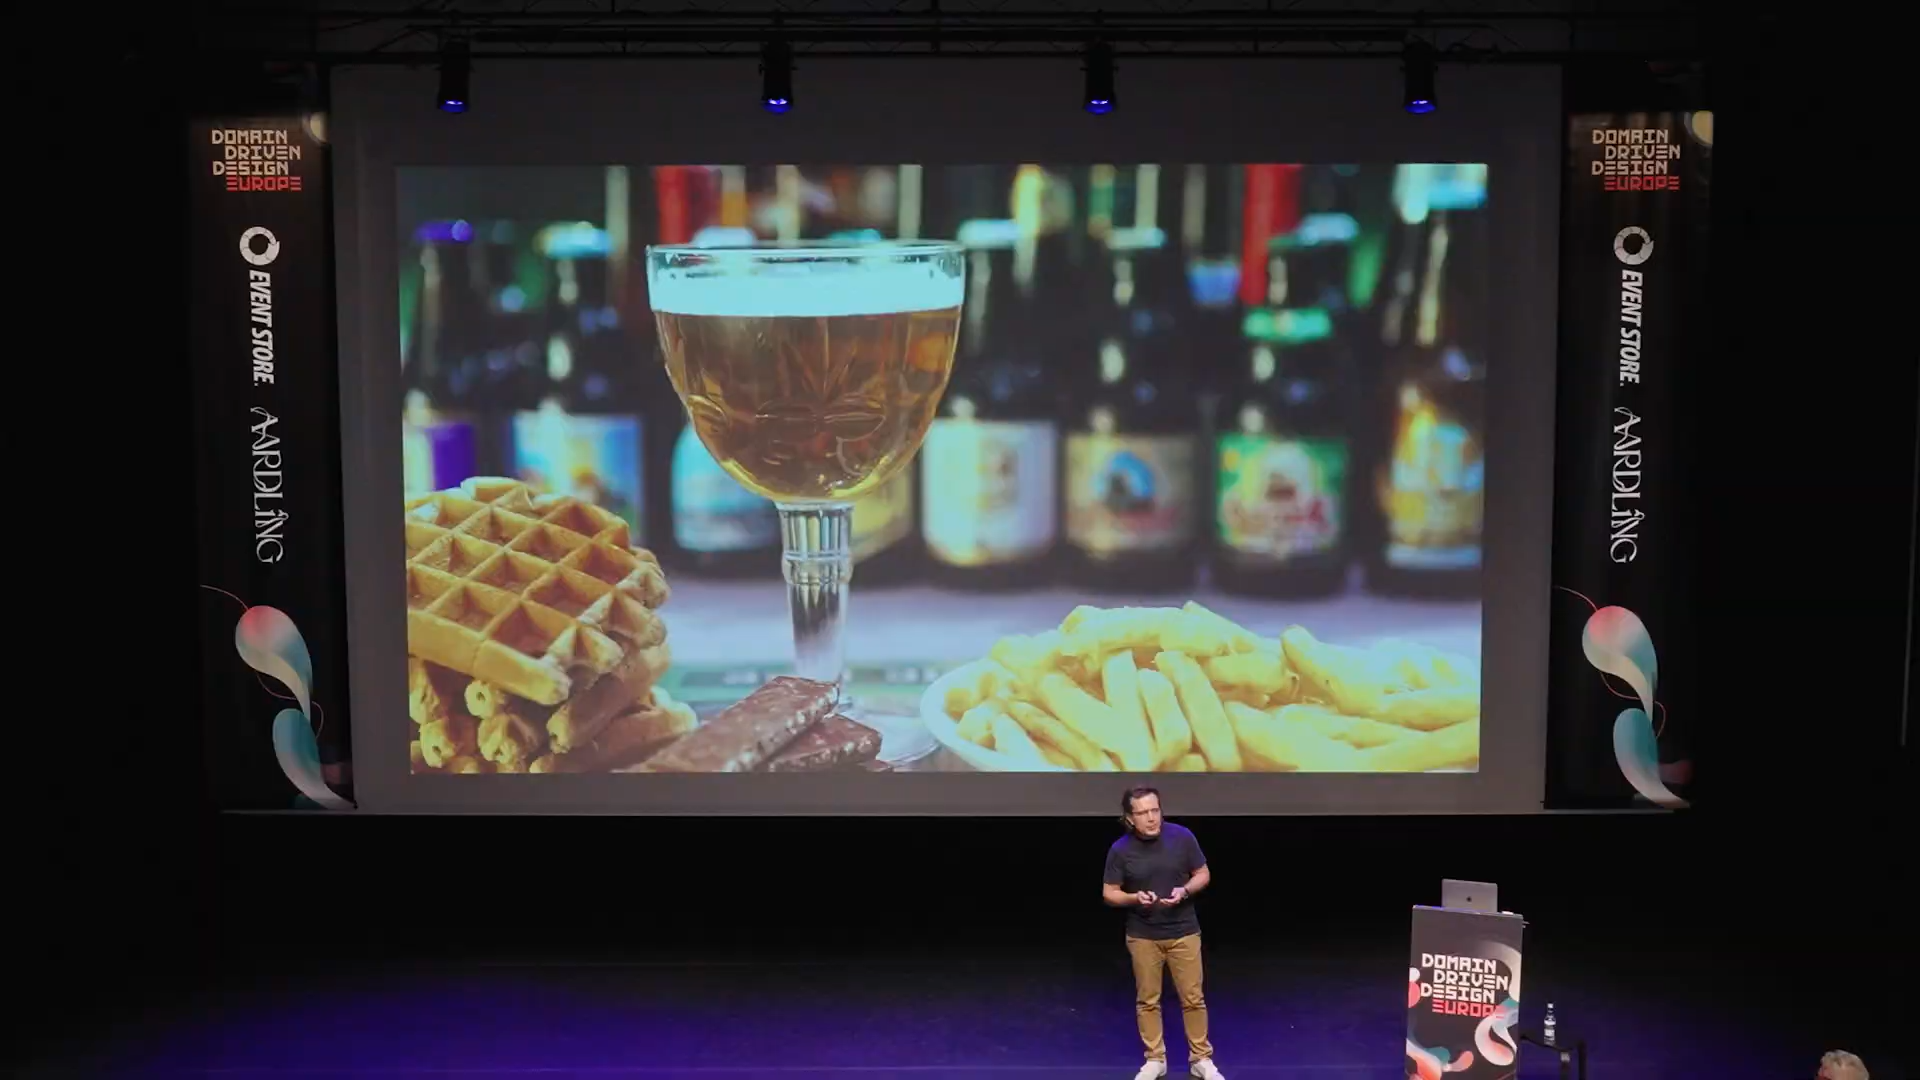 DOMAIN
DRIVEN
DESIGN
EUROPE
EVENT STORE.
AARDLING
DOMAIN
DRIVEN
DESIGN
EUROPE
EVENT STORE.
AARDLING
DOMAIN
DRIVEN
DESIGN
EUROPE